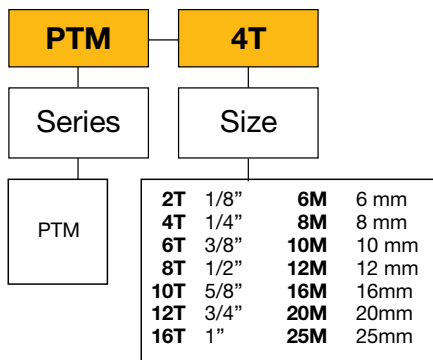 PTM 4T
Series Size
PTM
2T 1/8” 6M 6 mm
4T 1/4” 8M 8 mm
6T 3/8” 10M 10 mm
8T 1/2” 12M 12 mm
10T 5/8” 16M 16mm
12T 3/4” 20M 20mm
16T 1” 25M 25mm